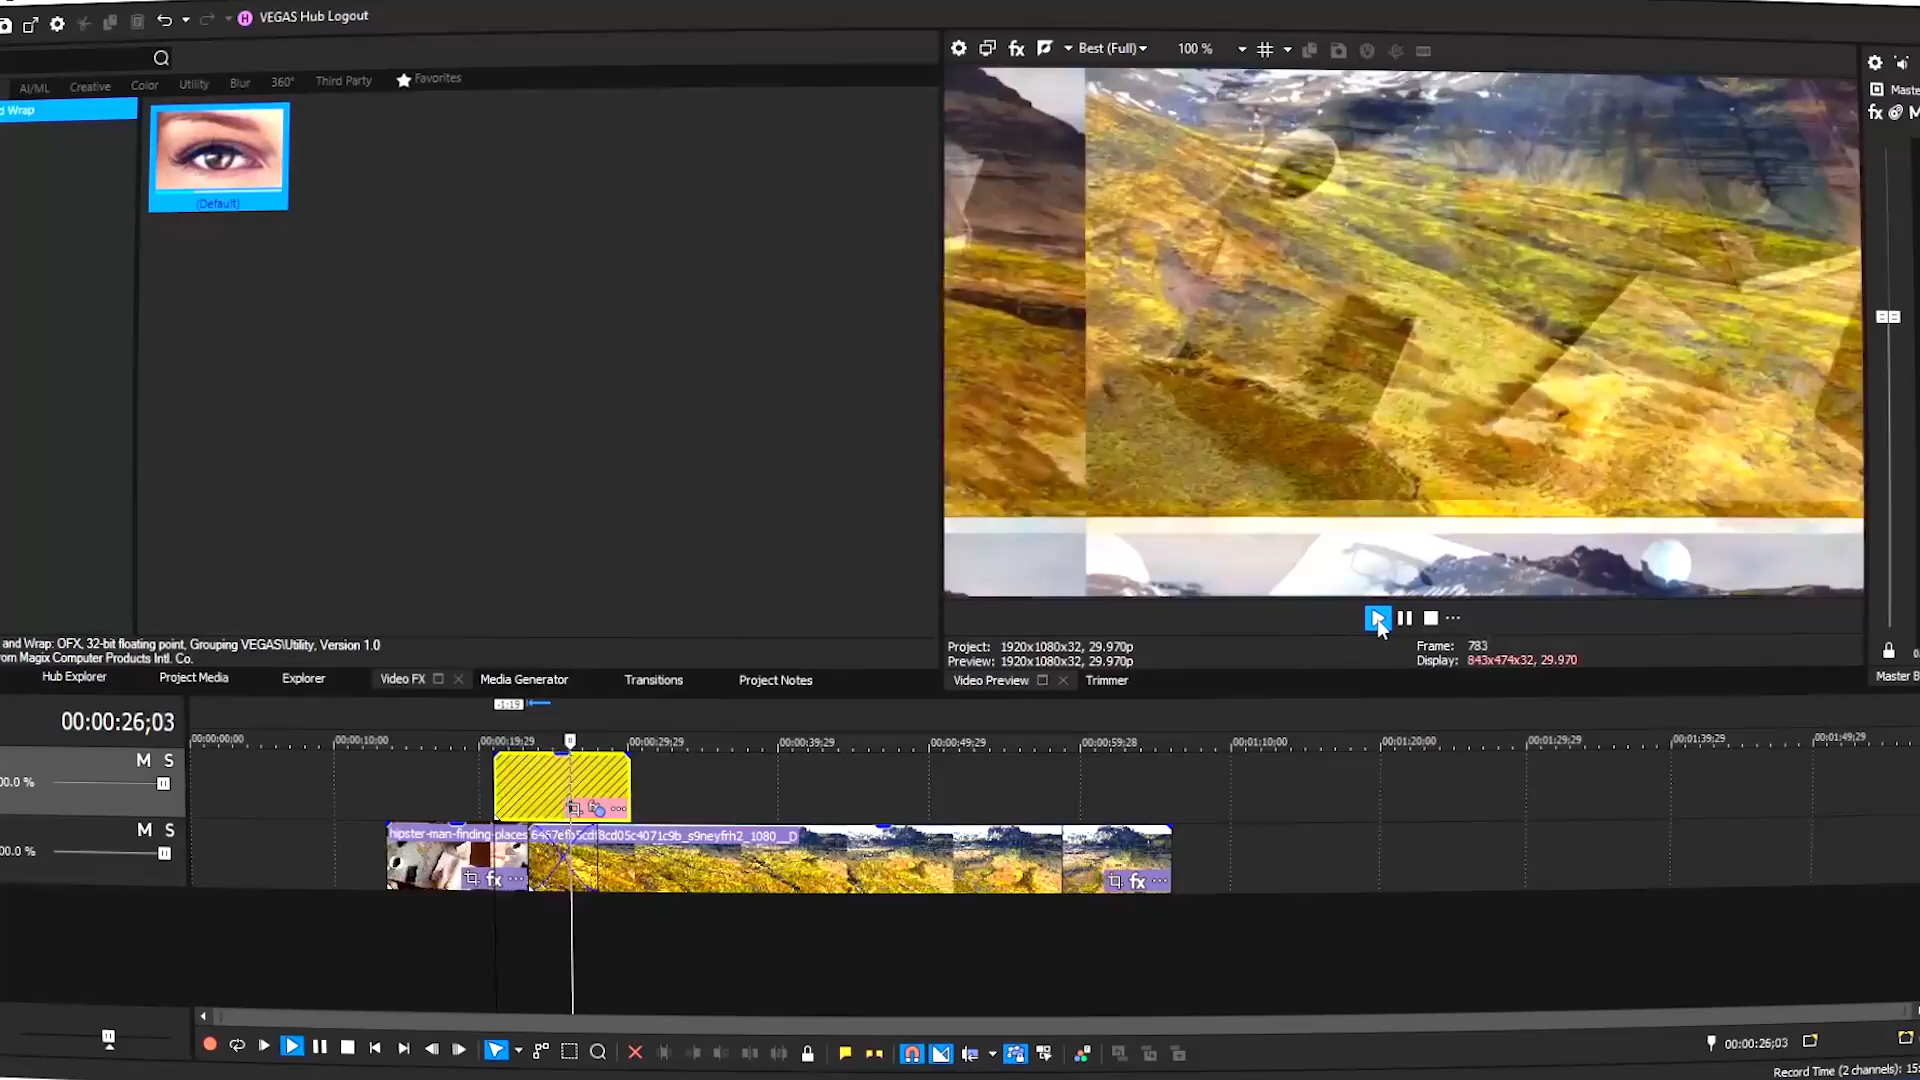 H VEGAS Hub Logout
AI/ML Creative Color Utility Blur 360° Third Party Favorites
d Wrap
(Default)
fx Best (Full) 100 %
Maste
fx M
and Wrap: OFX, 32-bit floating point, Grouping VEGAS\Utility, Version 1.0
rom Magix Computer Products Intl. Co.
Project: 1920x1080x32, 29.970p
Preview: 1920x1080x32, 29.970p
Frame: 783
Display: 843x474x32, 29.970
Hub Explorer Project Media Explorer Video FX Media Generator Transitions Project Notes
Video Preview Trimmer
Master B
-1;19
00:00:26;03
00:00:00;00 00:00:10;00 00:00:19;29 00:00:29;29 00:00:39;29 00:00:49;29 00:00:59;28 00:01:10;00 00:01:20;00 00:01:29;29 00:01:39;29 00:01:49;29
M S
00.0 %
M S
00.0 %
hipster-man-finding-places
fx
fx
00:00:26;03
Record Time (2 channels): 15: